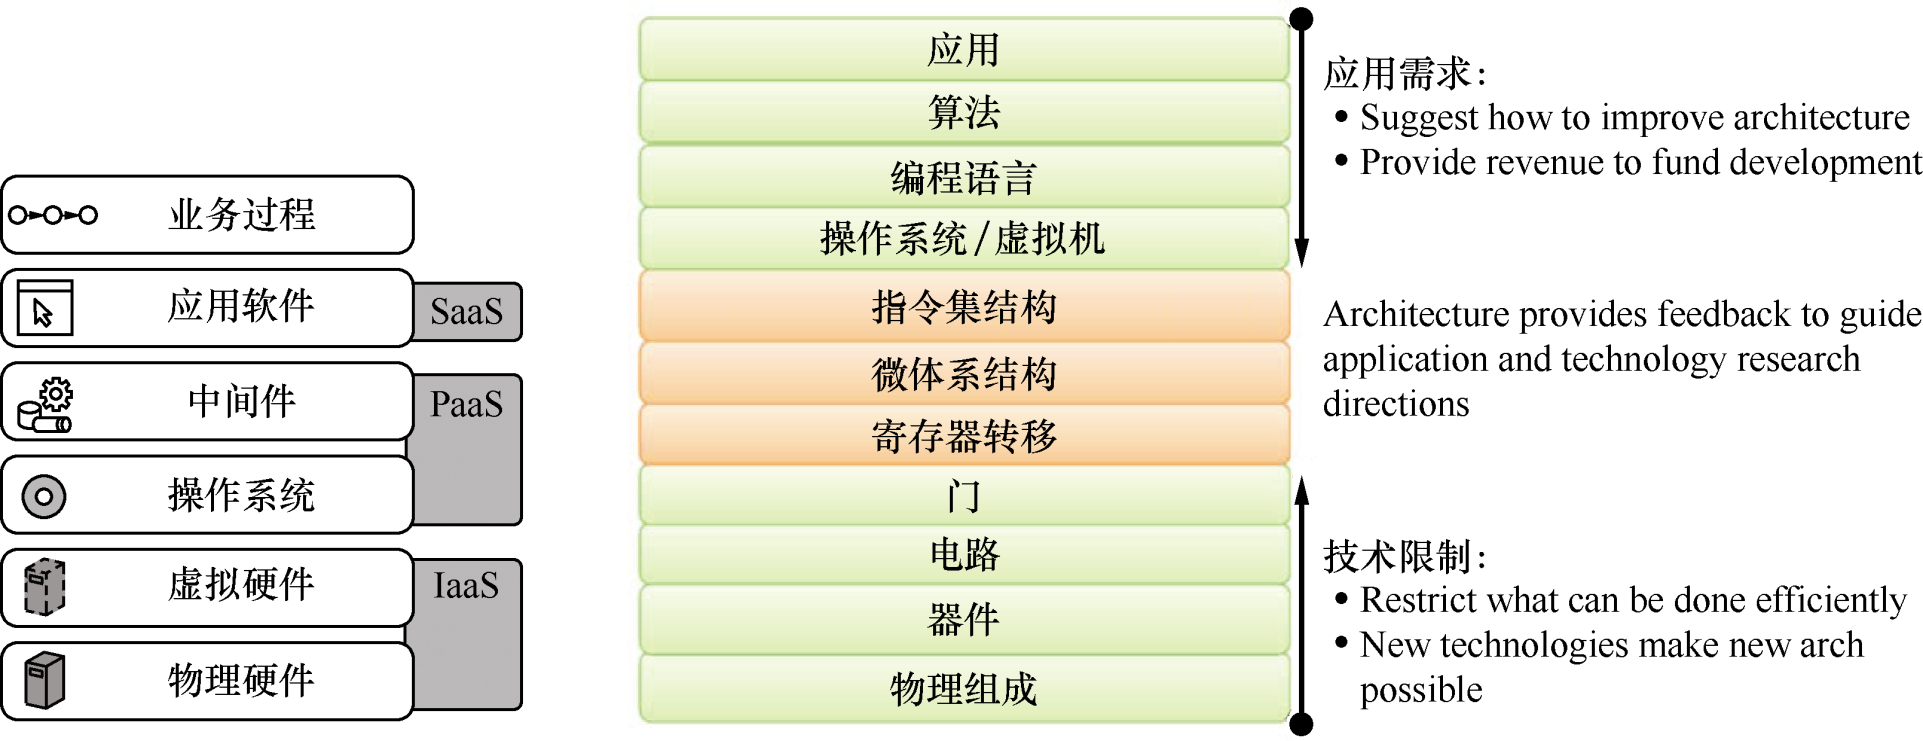 业务过程
应用软件
SaaS
中间件
PaaS
操作系统
虚拟硬件
IaaS
物理硬件
应用
算法
编程语言
操作系统/虚拟机
指令集结构
微体系结构
寄存器转移
门
电路
器件
物理组成
应用需求:
• Suggest how to improve architecture
• Provide revenue to fund development
Architecture provides feedback to guide
application and technology research
directions
技术限制:
• Restrict what can be done efficiently
• New technologies make new arch
possible